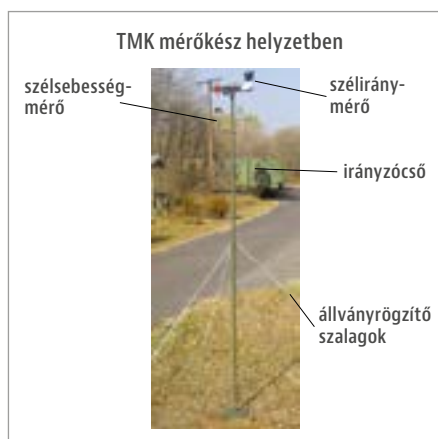 TMK mérőkész helyzetben
szélsebesség-
mérő
szélirány-
mérő
irányzócső
állványrögzítő
szalagok